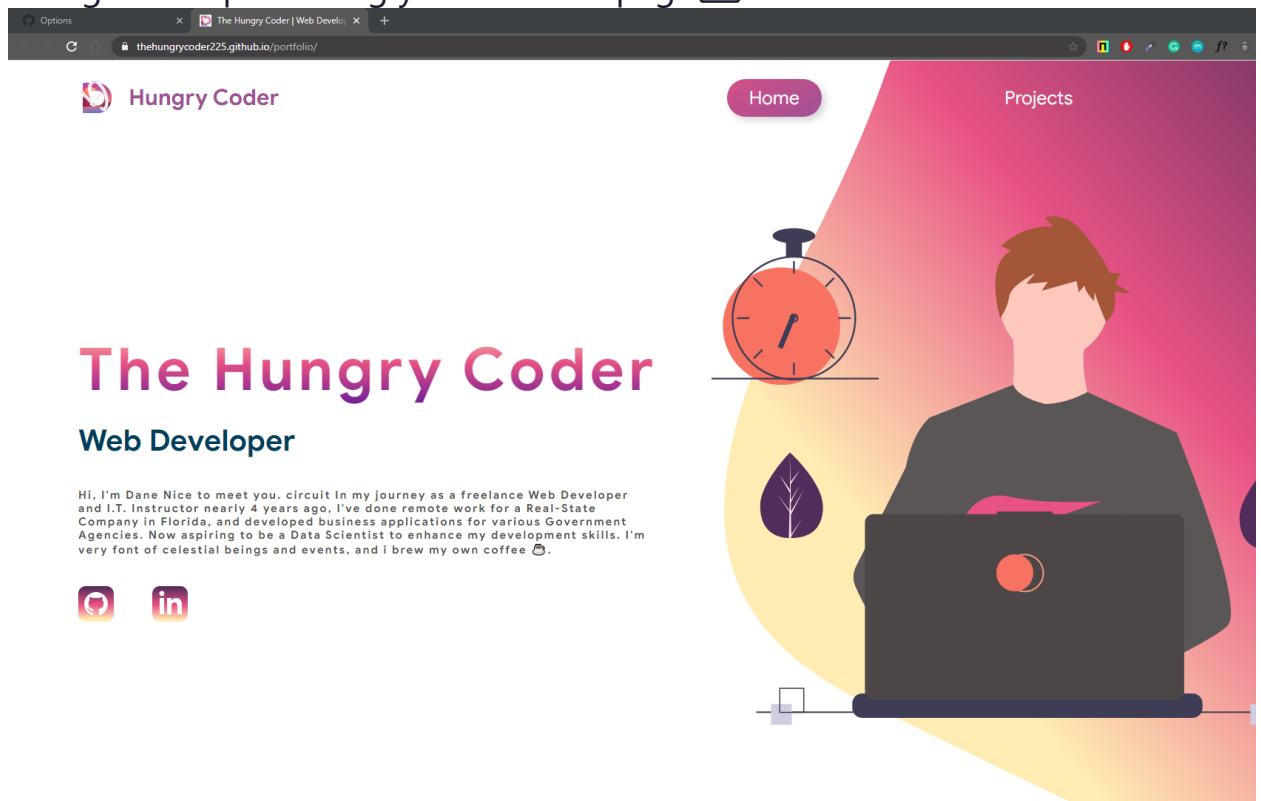 Options
The Hungry Coder | Web Develop
thehungrycoder225.github.io/portfolio/
Hungry Coder
Home
Projects
The Hungry Coder
Web Developer
Hi, I'm Dane Nice to meet you. circuit In my journey as a freelance Web Developer
and I.T. Instructor nearly 4 years ago, I've done remote work for a Real-State
Company in Florida, and developed business applications for various Government
Agencies. Now aspiring to be a Data Scientist to enhance my development skills. I'm
very font of celestial beings and events, and i brew my own coffee ☕.
in